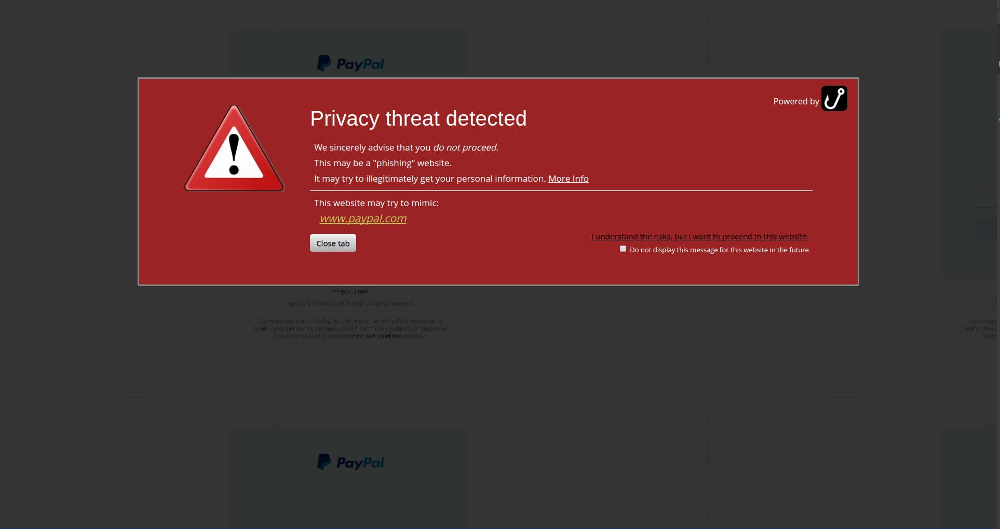 PayPal
Powered by
Privacy threat detected
We sincerely advise that you do not proceed.
This may be a "phishing" website.
It may try to illegitimately get your personal information. More Info
This website may try to mimic:
www.paypal.com
Close tab
I understand the risks, but i want to proceed to this website.
Do not display this message for this website in the future
Privacy Legal
Copyright © 1999-2016 PayPal. All rights reserved.
Consumer advisory - PayPal Pte. Ltd., the holder of PayPal's stored value
facility, does not require the approval of the Monetary Authority of Singapore.
Users are advised to read the terms and conditions carefully.
Consumer
facility, does
Users
PayPal